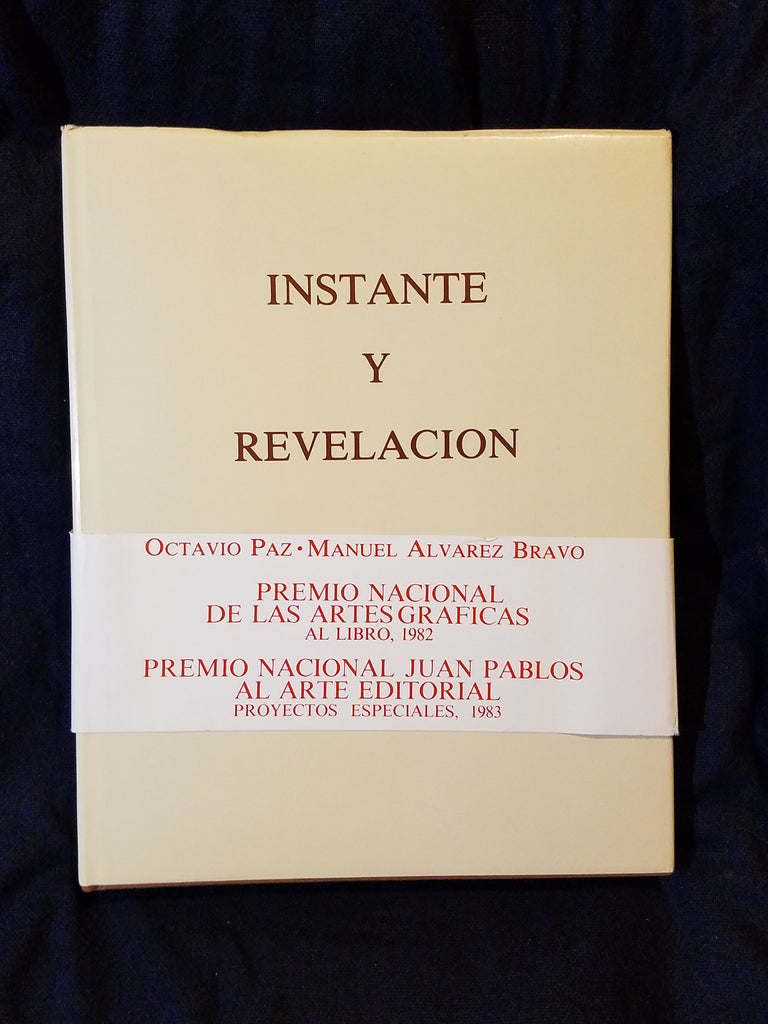 INSTANTE
Y
REVELACION
OCTAVIO PAZ • MANUEL ALVAREZ BRAVO
PREMIO NACIONAL
DE LAS ARTES GRAFICAS
AL LIBRO, 1982
PREMIO NACIONAL JUAN PABLOS
AL ARTE EDITORIAL
PROYECTOS ESPECIALES, 1983